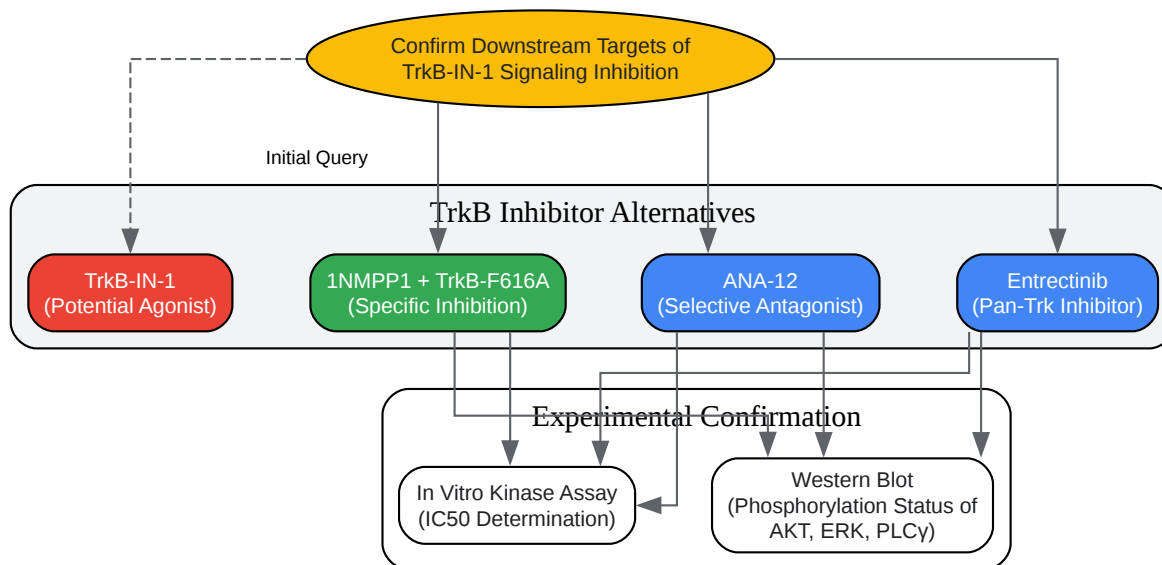 Confirm Downstream Targets of
TrkB-IN-1 Signaling Inhibition
Initial Query
TrkB Inhibitor Alternatives
TrkB-IN-1
(Potential Agonist)
1NMPP1 + TrkB-F616A
(Specific Inhibition)
ANA-12
(Selective Antagonist)
Entrectinib
(Pan-Trk Inhibitor)
Experimental Confirmation
In Vitro Kinase Assay
(IC50 Determination)
Western Blot
(Phosphorylation Status of
AKT, ERK, PLCγ)